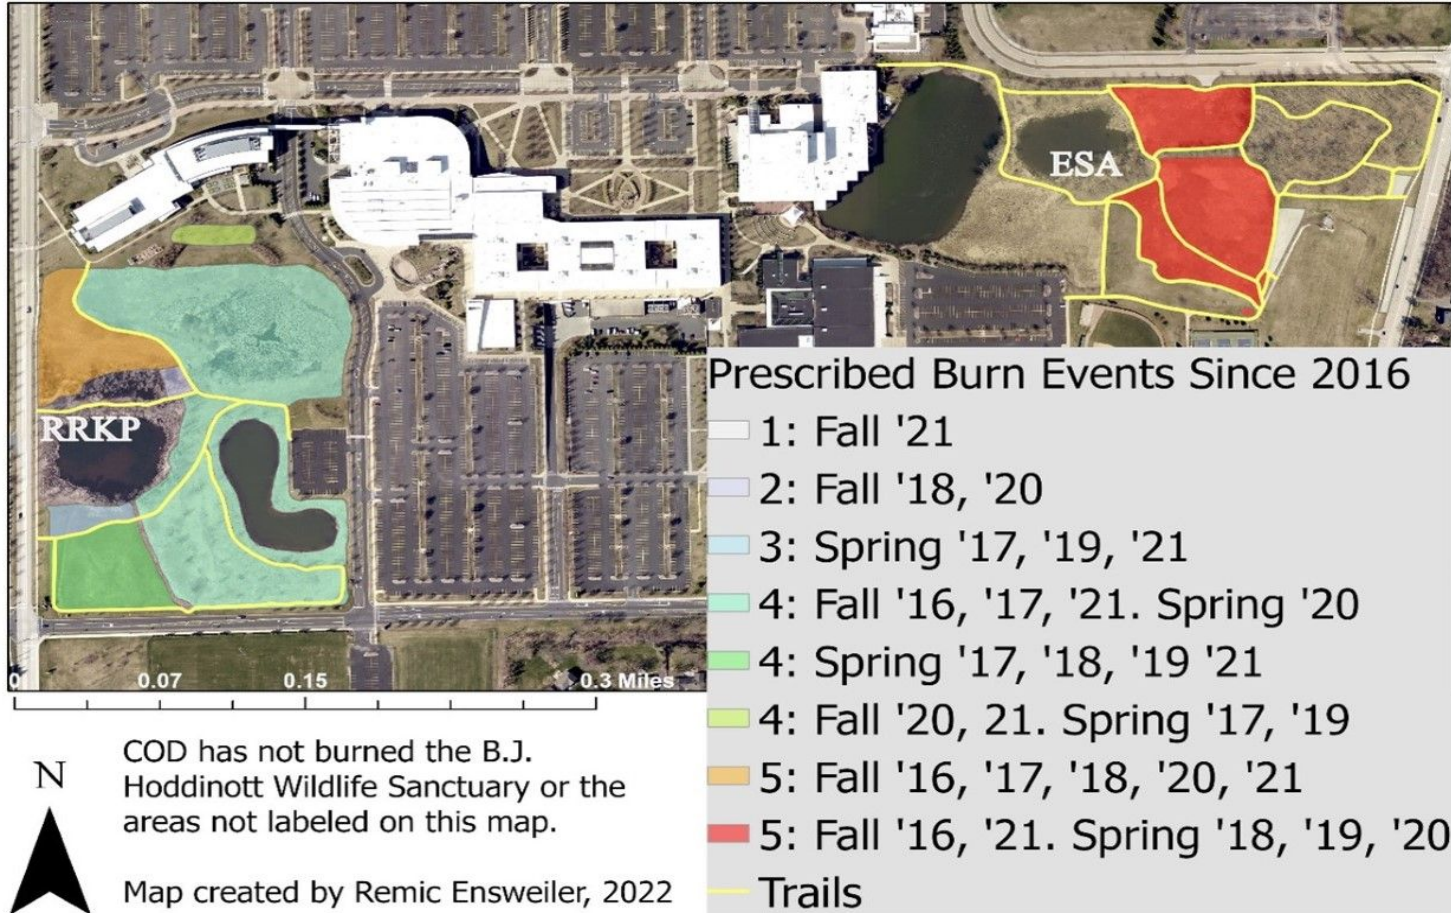 ESA
RRKP
0 0.07 0.15 0.3 Miles
Prescribed Burn Events Since 2016
1: Fall '21
2: Fall '18, '20
3: Spring '17, '19, '21
4: Fall '16, '17, '21. Spring '20
4: Spring '17, '18, '19 '21
4: Fall '20, 21. Spring '17, '19
5: Fall '16, '17, '18, '20, '21
5: Fall '16, '21. Spring '18, '19, '20
Trails
N
COD has not burned the B.J.
Hoddinott Wildlife Sanctuary or the
areas not labeled on this map.
Map created by Remic Ensweiler, 2022